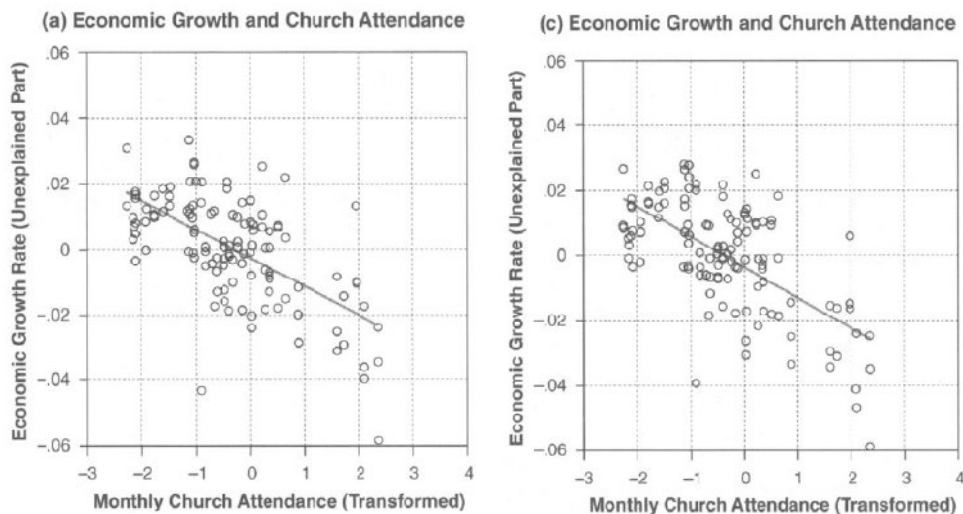 (a) Economic Growth and Church Attendance
Economic Growth Rate (Unexplained Part)
.06
.04
.02
0
–.02
–.04
–.06
–3 –2 –1 0 1 2 3 4
Monthly Church Attendance (Transformed)
(c) Economic Growth and Church Attendance
Economic Growth Rate (Unexplained Part)
.06
.04
.02
0
–.02
–.04
–.06
–3 –2 –1 0 1 2 3 4
Monthly Church Attendance (Transformed)